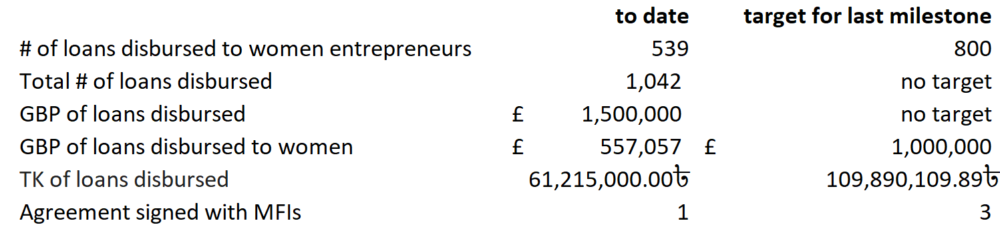 to date target for last milestone
# of loans disbursed to women entrepreneurs 539 800
Total # of loans disbursed 1,042 no target
GBP of loans disbursed £ 1,500,000 no target
GBP of loans disbursed to women £ 557,057 £ 1,000,000
TK of loans disbursed 61,215,000.00৳ 109,890,109.89৳
Agreement signed with MFIs 1 3